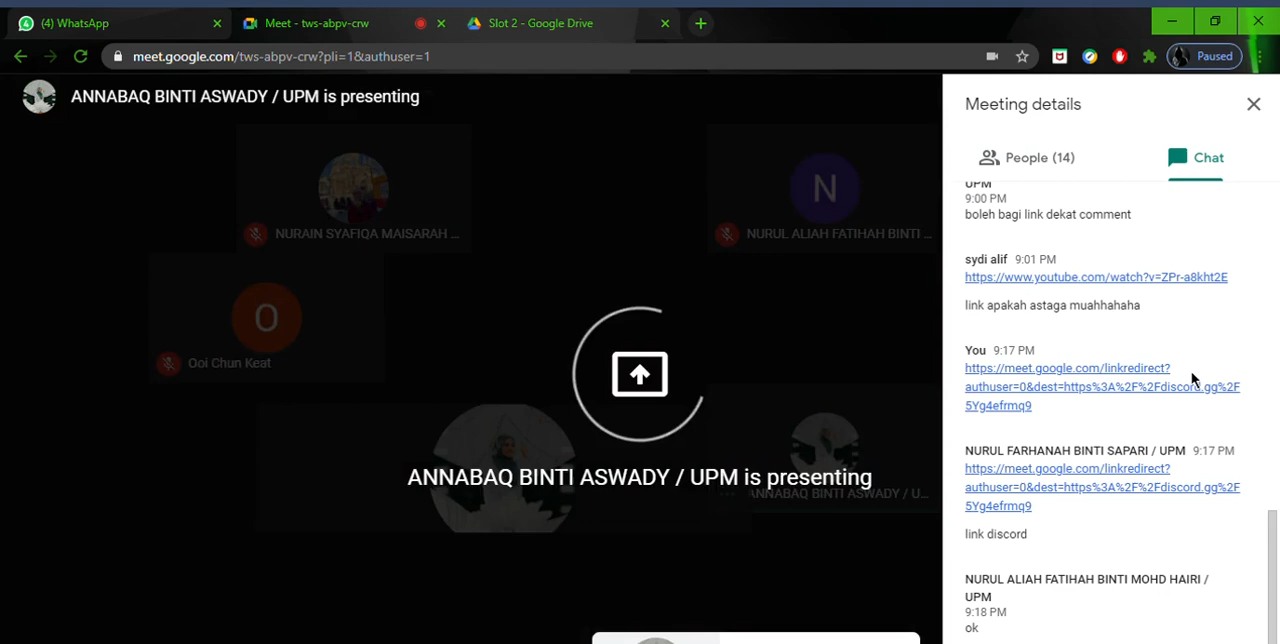 (4) WhatsApp
Meet - tws-abpv-crw
Slot 2 - Google Drive
meet.google.com/tws-abpv-crw?pli=1&authuser=1
Paused
ANNABAQ BINTI ASWADY / UPM is presenting
NURAIN SYAFIQA MAISARAH ...
N
NURUL ALIAH FATIHAH BINTI ...
O
Ooi Chun Keat
ANNABAQ BINTI ASWADY / UPM is presenting
ANNABAQ BINTI ASWADY / U...
Meeting details
People (14)
Chat
UPM
9:00 PM
boleh bagi link dekat comment
sydi alif 9:01 PM
https://www.youtube.com/watch?v=ZPr-a8kht2E
link apakah astaga muahhahaha
You 9:17 PM
https://meet.google.com/linkredirect?
authuser=0&dest=https%3A%2F%2Fdiscord.gg%2F
5Yg4efrmq9
NURUL FARHANAH BINTI SAPARI / UPM 9:17 PM
https://meet.google.com/linkredirect?
authuser=0&dest=https%3A%2F%2Fdiscord.gg%2F
5Yg4efrmq9
link discord
NURUL ALIAH FATIHAH BINTI MOHD HAIRI /
UPM
9:18 PM
ok